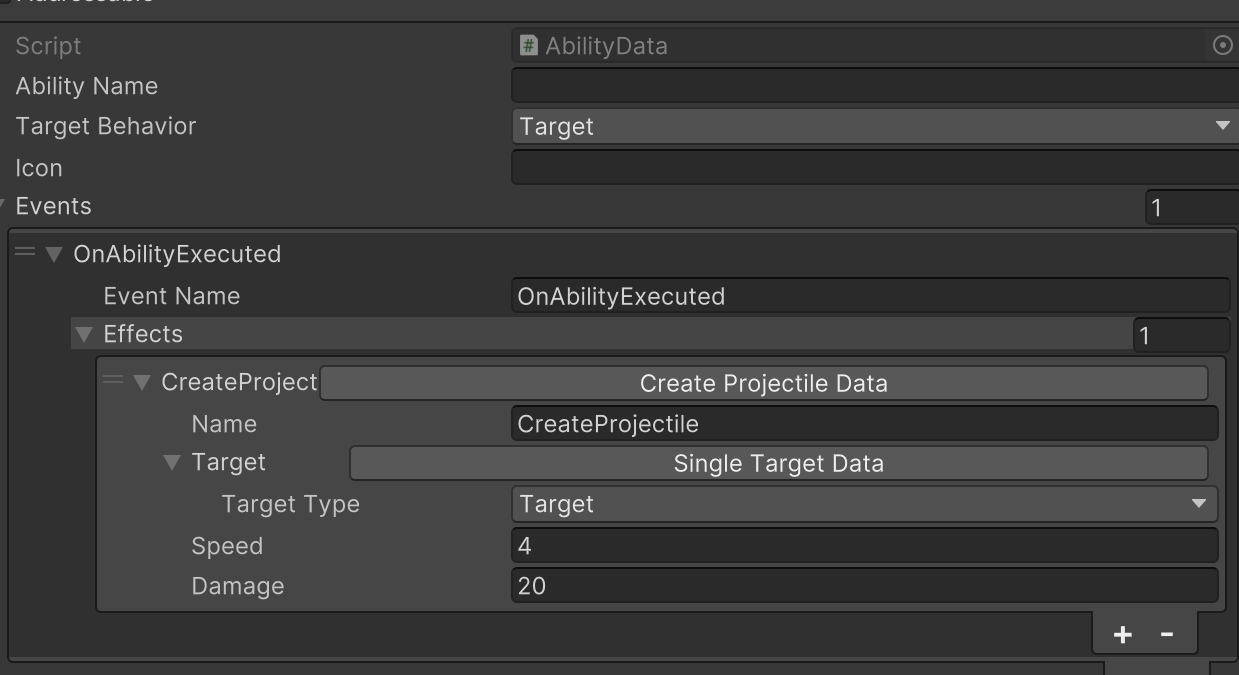 Addressable
Script # AbilityData
Ability Name
Target Behavior Target
Icon
Events 1
OnAbilityExecuted
Event Name OnAbilityExecuted
Effects 1
CreateProject Create Projectile Data
Name CreateProjectile
Target Single Target Data
Target Type Target
Speed 4
Damage 20
+ -